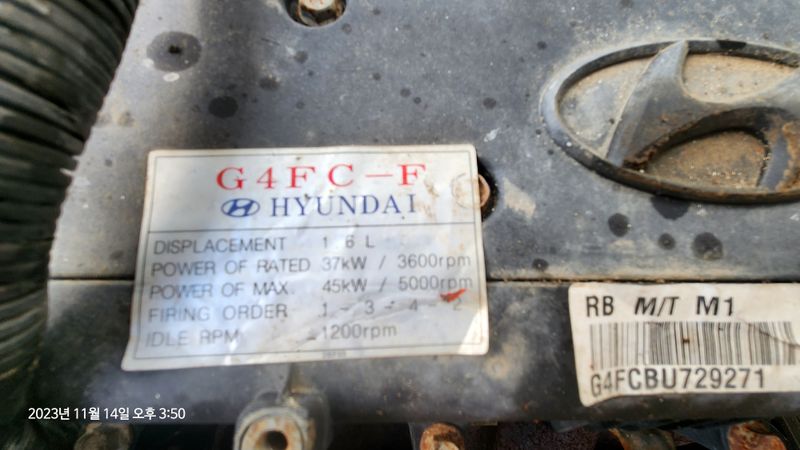 G4FC-F
HYUNDAI
DISPLACEMENT 1.6 L
POWER OF RATED 37kW / 3600rpm
POWER OF MAX. 45kW / 5000rpm
FIRING ORDER 1 - 3 - 4 - 2
IDLE RPM 1200rpm
RB M/T M1
G4FCBU729271
2023년 11월 14일 오후 3:50